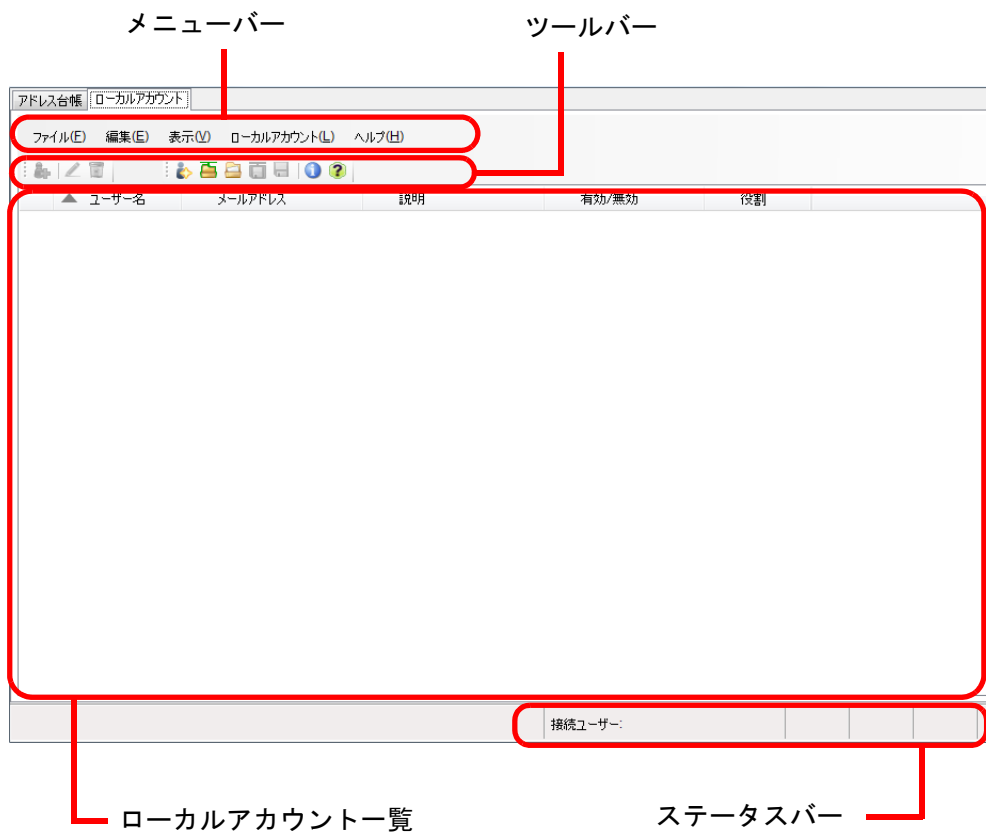 メニューバー ツールバー
アドレス台帳 ローカルアカウント
ファイル(F) 編集(E) 表示(V) ローカルアカウント(L) ヘルプ(H)
ユーザー名 メールアドレス 説明 有効/無効 役割
接続ユーザー:
ローカルアカウント一覧 ステータスバー